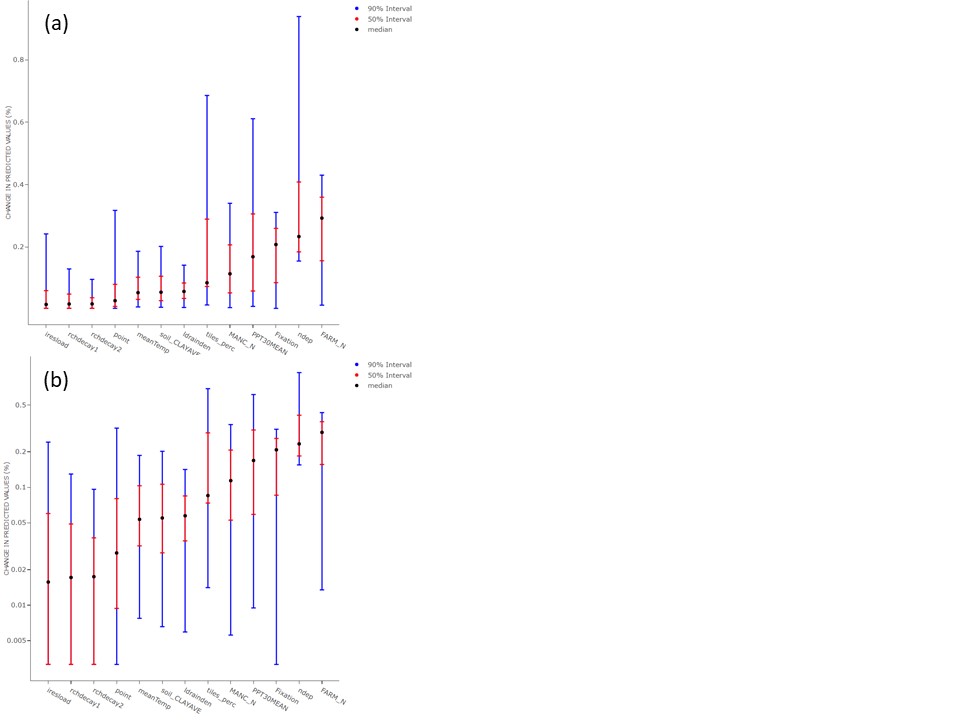 (a)
90% Interval
50% Interval
median
CHANGE IN PREDICTED VALUES (%)
0.8
0.6
0.4
0.2
iresload
rchdecay1
rchdecay2
point
meanTemp
soil_CLAYAVE
ldrainden
tiles_perc
MANC_N
PPT30MEAN
Fixation
ndep
FARM_N
(b)
90% Interval
50% Interval
median
CHANGE IN PREDICTED VALUES (%)
0.5
0.2
0.1
0.05
0.02
0.01
0.005
iresload
rchdecay1
rchdecay2
point
meanTemp
soil_CLAYAVE
ldrainden
tiles_perc
MANC_N
PPT30MEAN
Fixation
ndep
FARM_N